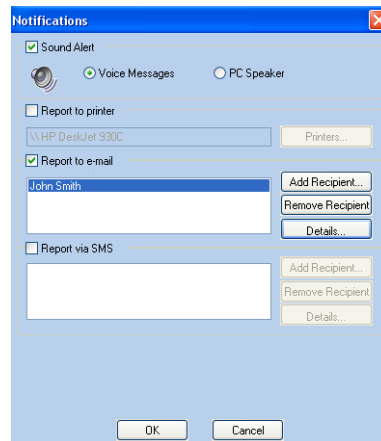 Notifications
Sound Alert
Voice Messages PC Speaker
Report to printer
\\HP DeskJet 930C Printers...
Report to e-mail
John Smith
Add Recipient...
Remove Recipient
Details...
Report via SMS
Add Recipient...
Remove Recipient
Details...
OK Cancel